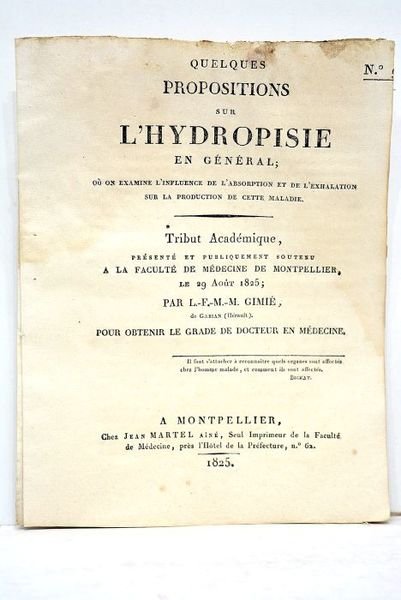 QUELQUES
N.º
PROPOSITIONS
SUR
L'HYDROPISIE
EN GÉNÉRAL;
OÙ ON EXAMINE L'INFLUENCE DE L'ABSORPTION ET DE L'EXHALATION
SUR LA PRODUCTION DE CETTE MALADIE.
Tribut Académique,
PRÉSENTÉ ET PUBLIQUEMENT SOUTENU
A LA FACULTÉ DE MÉDECINE DE MONTPELLIER,
LE 29 AOÛT 1825;
PAR L.-F.-M.-M. GIMIÉ,
de GABIAN (Hérault).
POUR OBTENIR LE GRADE DE DOCTEUR EN MÉDECINE.
Il faut s'attacher à reconnaître quels organes sont affectés
chez l'homme malade, et comment ils sont affectés.
BICHAT.
A MONTPELLIER,
Chez JEAN MARTEL AÎNÉ, Seul Imprimeur de la Faculté
de Médecine, près l'Hôtel de la Préfecture, n.º 62.
1825.